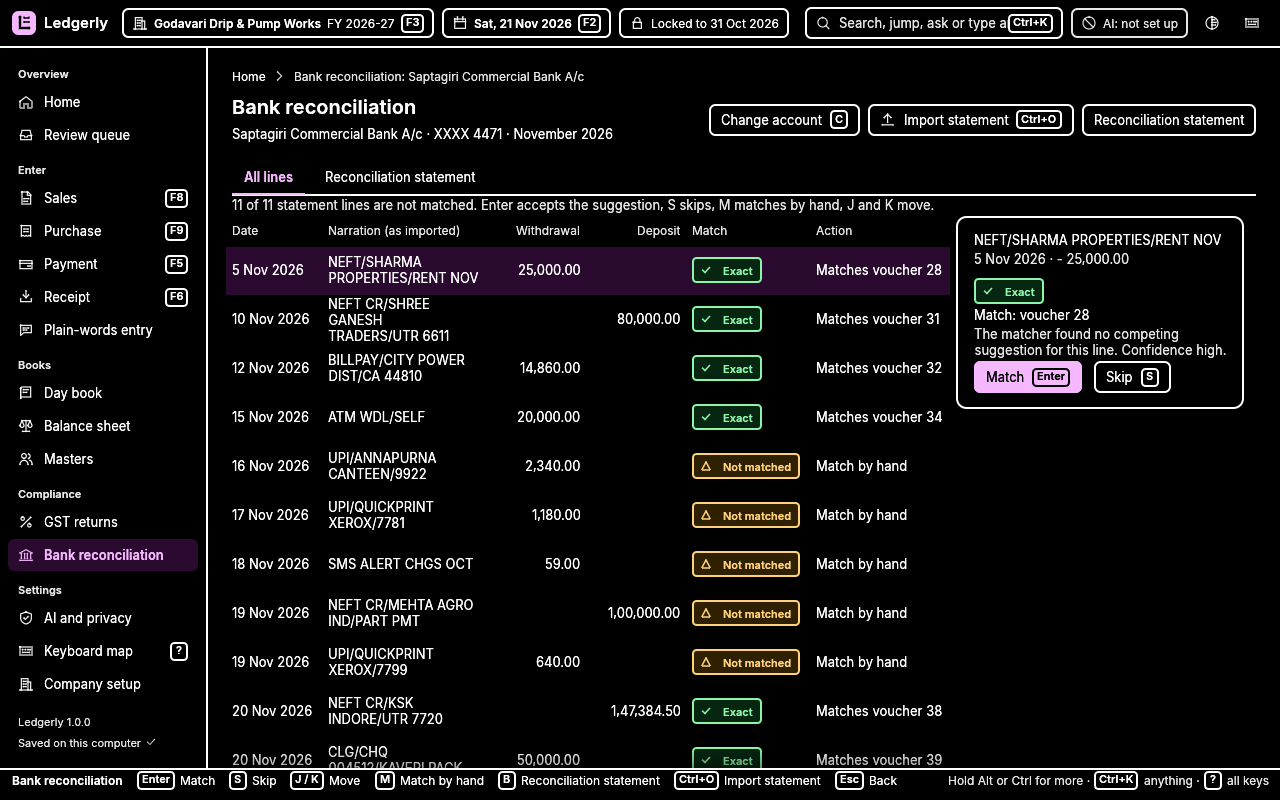 Ledgerly
Godavari Drip & Pump Works FY 2026-27 F3
Sat, 21 Nov 2026 F2
Locked to 31 Oct 2026
Search, jump, ask or type a Ctrl+K
AI: not set up
Overview
Home
Review queue
Enter
Sales F8
Purchase F9
Payment F5
Receipt F6
Plain-words entry
Books
Day book
Balance sheet
Masters
Compliance
GST returns
Bank reconciliation
Settings
AI and privacy
Keyboard map ?
Company setup
Ledgerly 1.0.0
Saved on this computer
Home > Bank reconciliation: Saptagiri Commercial Bank A/c
Bank reconciliation
Saptagiri Commercial Bank A/c · XXXX 4471 · November 2026
Change account C
Import statement Ctrl+O
Reconciliation statement
All lines
Reconciliation statement
11 of 11 statement lines are not matched. Enter accepts the suggestion, S skips, M matches by hand, J and K move.
Date Narration (as imported) Withdrawal Deposit Match Action
5 Nov 2026 NEFT/SHARMA PROPERTIES/RENT NOV 25,000.00 Exact Matches voucher 28
10 Nov 2026 NEFT CR/SHREE GANESH TRADERS/UTR 6611 80,000.00 Exact Matches voucher 31
12 Nov 2026 BILLPAY/CITY POWER DIST/CA 44810 14,860.00 Exact Matches voucher 32
15 Nov 2026 ATM WDL/SELF 20,000.00 Exact Matches voucher 34
16 Nov 2026 UPI/ANNAPURNA CANTEEN/9922 2,340.00 Not matched Match by hand
17 Nov 2026 UPI/QUICKPRINT XEROX/7781 1,180.00 Not matched Match by hand
18 Nov 2026 SMS ALERT CHGS OCT 59.00 Not matched Match by hand
19 Nov 2026 NEFT CR/MEHTA AGRO IND/PART PMT 1,00,000.00 Not matched Match by hand
19 Nov 2026 UPI/QUICKPRINT XEROX/7799 640.00 Not matched Match by hand
20 Nov 2026 NEFT CR/KSK INDORE/UTR 7720 1,47,384.50 Exact Matches voucher 38
20 Nov 2026 CLG/CHQ 004512/KAVERI PACK 50,000.00 Exact Matches voucher 39
NEFT/SHARMA PROPERTIES/RENT NOV
5 Nov 2026 · - 25,000.00
Exact
Match: voucher 28
The matcher found no competing
suggestion for this line. Confidence high.
Match Enter
Skip S
Bank reconciliation Enter Match S Skip J / K Move M Match by hand B Reconciliation statement Ctrl+O Import statement Esc Back Hold Alt or Ctrl for more · Ctrl+K anything · ? all keys